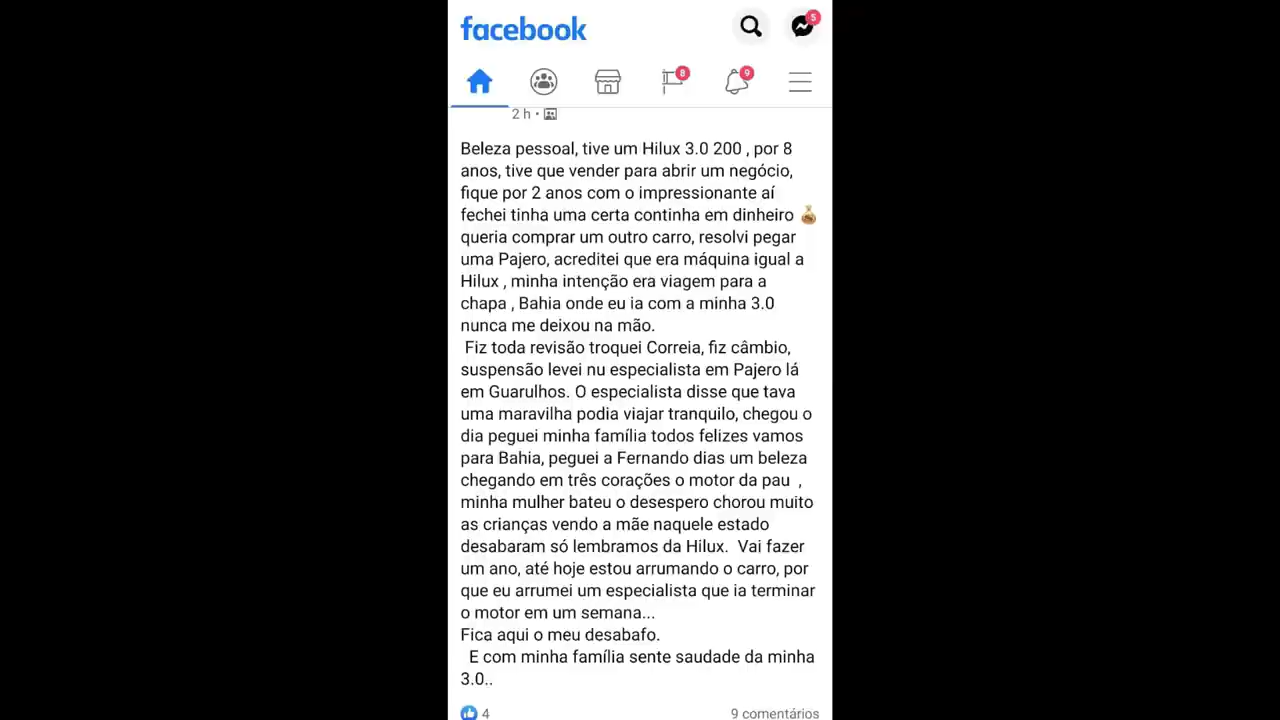 facebook
5
8
9
2 h •
Beleza pessoal, tive um Hilux 3.0 200 , por 8
anos, tive que vender para abrir um negócio,
fique por 2 anos com o impressionante aí
fechei tinha uma certa continha em dinheiro 💰
queria comprar um outro carro, resolvi pegar
uma Pajero, acreditei que era máquina igual a
Hilux , minha intenção era viagem para a
chapa , Bahia onde eu ia com a minha 3.0
nunca me deixou na mão.
Fiz toda revisão troquei Correia, fiz câmbio,
suspensão levei nu especialista em Pajero lá
em Guarulhos. O especialista disse que tava
uma maravilha podia viajar tranquilo, chegou o
dia peguei minha família todos felizes vamos
para Bahia, peguei a Fernando dias um beleza
chegando em três corações o motor da pau  ,
minha mulher bateu o desespero chorou muito
as crianças vendo a mãe naquele estado
desabaram só lembramos da Hilux.  Vai fazer
um ano, até hoje estou arrumando o carro, por
que eu arrumei um especialista que ia terminar
o motor em um semana...
Fica aqui o meu desabafo.
E com minha família sente saudade da minha
3.0..
4
9 comentários